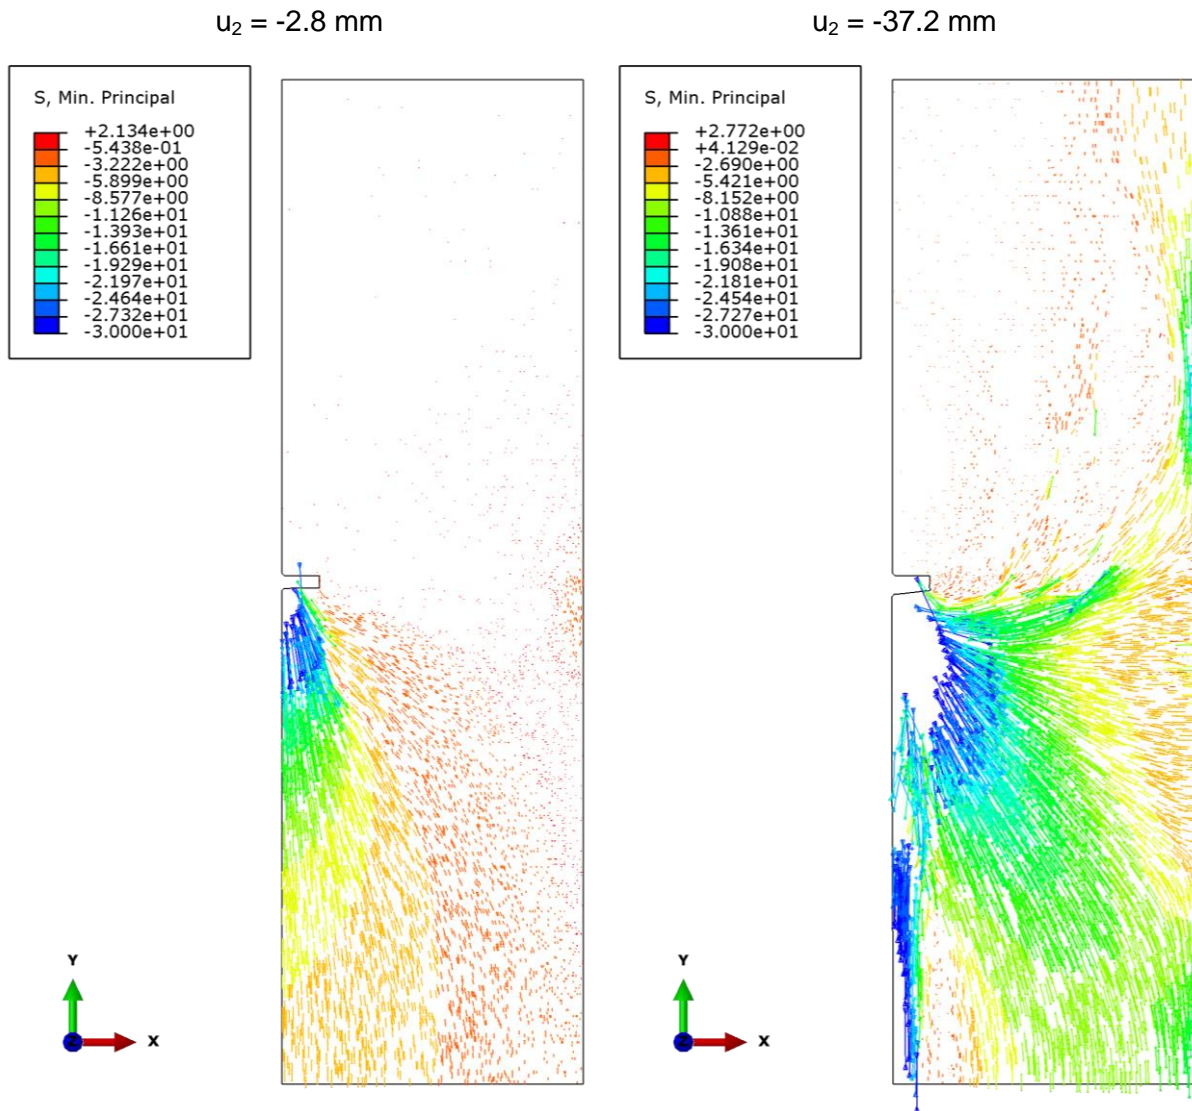 u₂ = -2.8 mm
u₂ = -37.2 mm
S, Min. Principal
+2.134e+00
-5.438e-01
-3.222e+00
-5.899e+00
-8.577e+00
-1.126e+01
-1.393e+01
-1.661e+01
-1.929e+01
-2.197e+01
-2.464e+01
-2.732e+01
-3.000e+01
S, Min. Principal
+2.772e+00
+4.129e-02
-2.690e+00
-5.421e+00
-8.152e+00
-1.088e+01
-1.361e+01
-1.634e+01
-1.908e+01
-2.181e+01
-2.454e+01
-2.727e+01
-3.000e+01
Y
Z
X
Y
Z
X